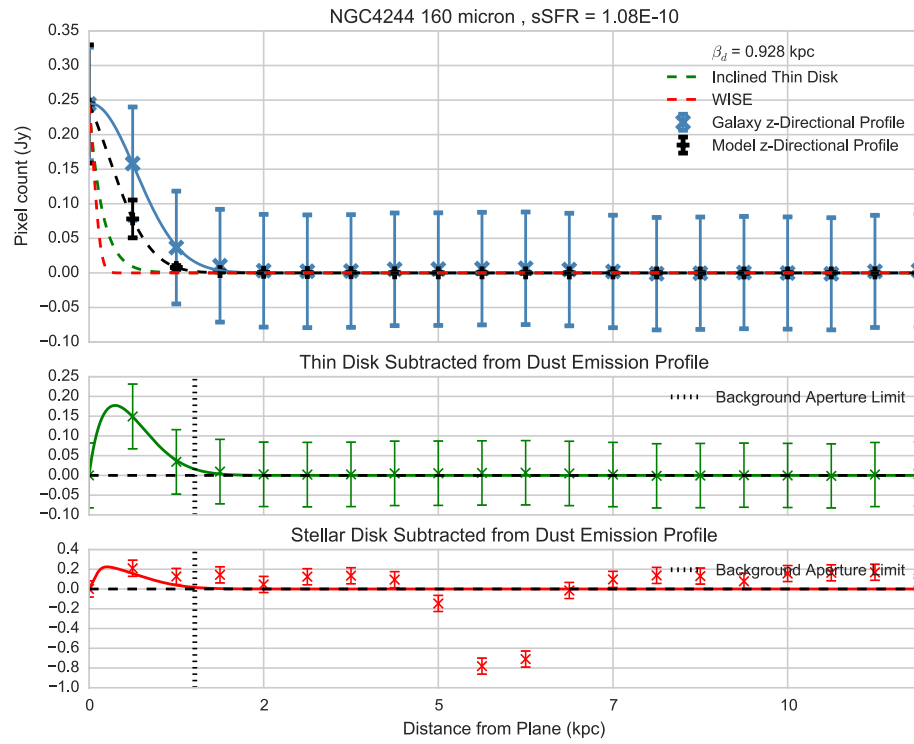 NGC4244 160 micron , sSFR = 1.08E-10
0.35
0.30
0.25
0.20
0.15
0.10
0.05
0.00
−0.05
−0.10
Pixel count (Jy)
β_d = 0.928 kpc
Inclined Thin Disk
WISE
Galaxy z-Directional Profile
Model z-Directional Profile
Thin Disk Subtracted from Dust Emission Profile
0.25
0.20
0.15
0.10
0.05
0.00
−0.05
−0.10
Background Aperture Limit
Stellar Disk Subtracted from Dust Emission Profile
0.4
0.2
0.0
−0.2
−0.4
−0.6
−0.8
−1.0
Background Aperture Limit
0 2 5 7 10
Distance from Plane (kpc)